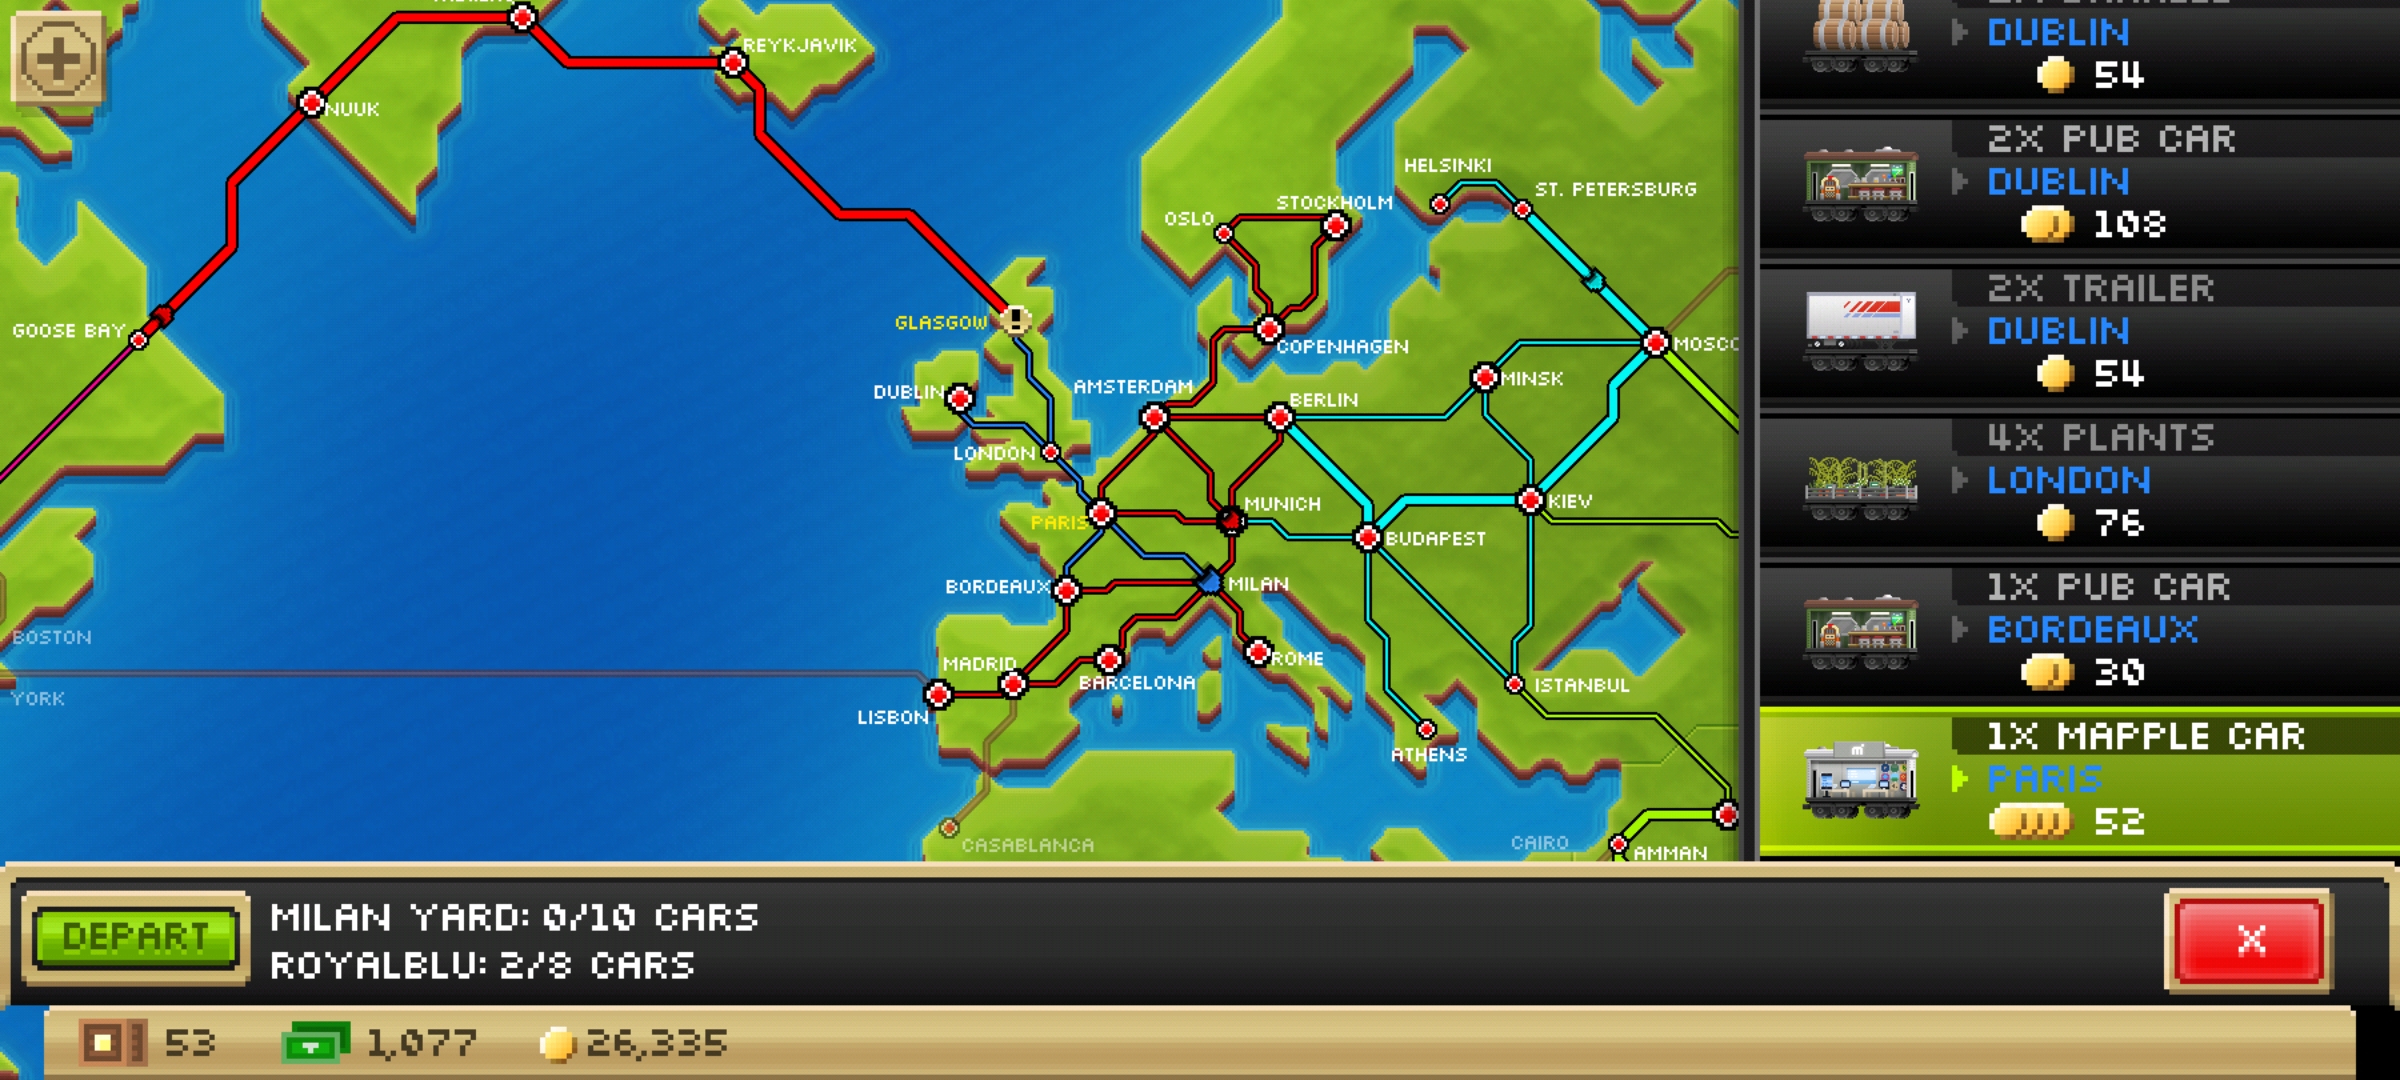 REYKJAVIK
NUUK
GOOSE BAY
BOSTON
YORK
GLASGOW
DUBLIN
LONDON
PARIS
BORDEAUX
MADRID
LISBON
BARCELONA
CASABLANCA
OSLO
STOCKHOLM
COPENHAGEN
AMSTERDAM
BERLIN
MUNICH
MILAN
ROME
HELSINKI
ST. PETERSBURG
MOSCO
MINSK
KIEV
BUDAPEST
ISTANBUL
ATHENS
CAIRO
AMMAN
DUBLIN
54
2X PUB CAR
DUBLIN
108
2X TRAILER
DUBLIN
54
4X PLANTS
LONDON
76
1X PUB CAR
BORDEAUX
30
1X MAPPLE CAR
PARIS
52
DEPART
MILAN YARD: 0/10 CARS
ROYALBLU: 2/8 CARS
X
53
1,077
26,335